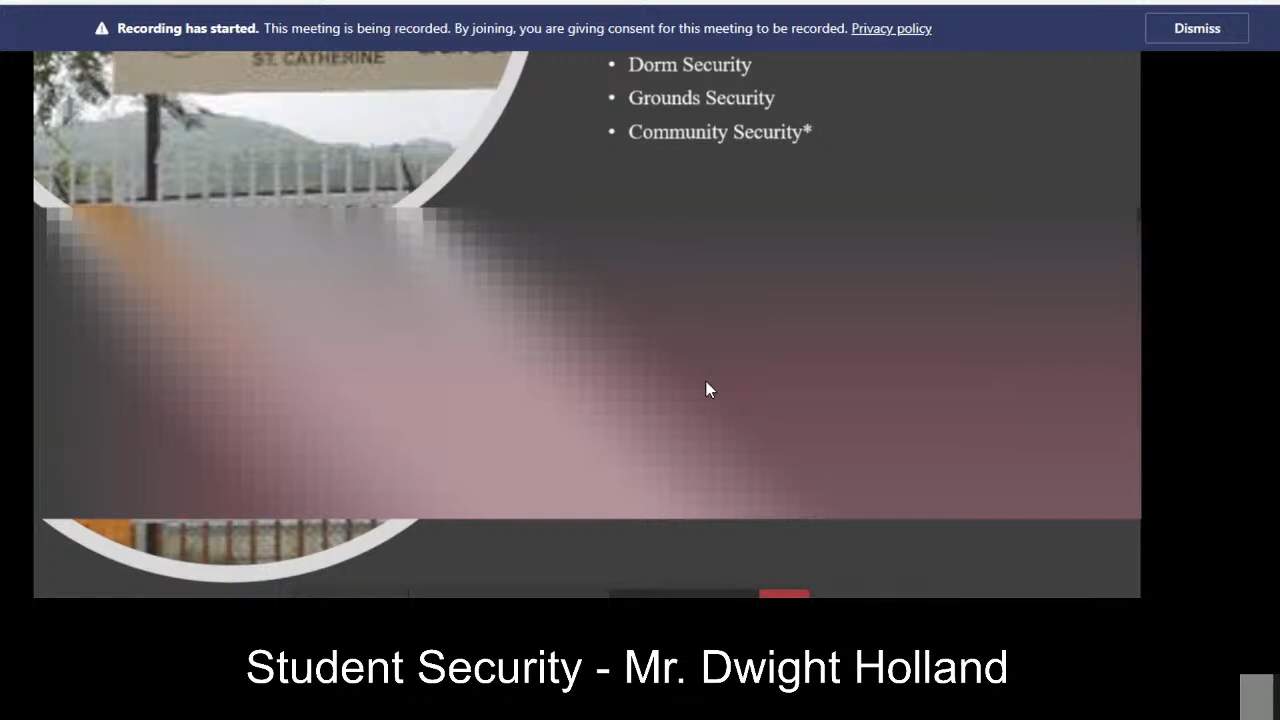 Recording has started. This meeting is being recorded. By joining, you are giving consent for this meeting to be recorded. Privacy policy
Dismiss
ST. CATHERINE
• Dorm Security
• Grounds Security
• Community Security*
Student Security - Mr. Dwight Holland